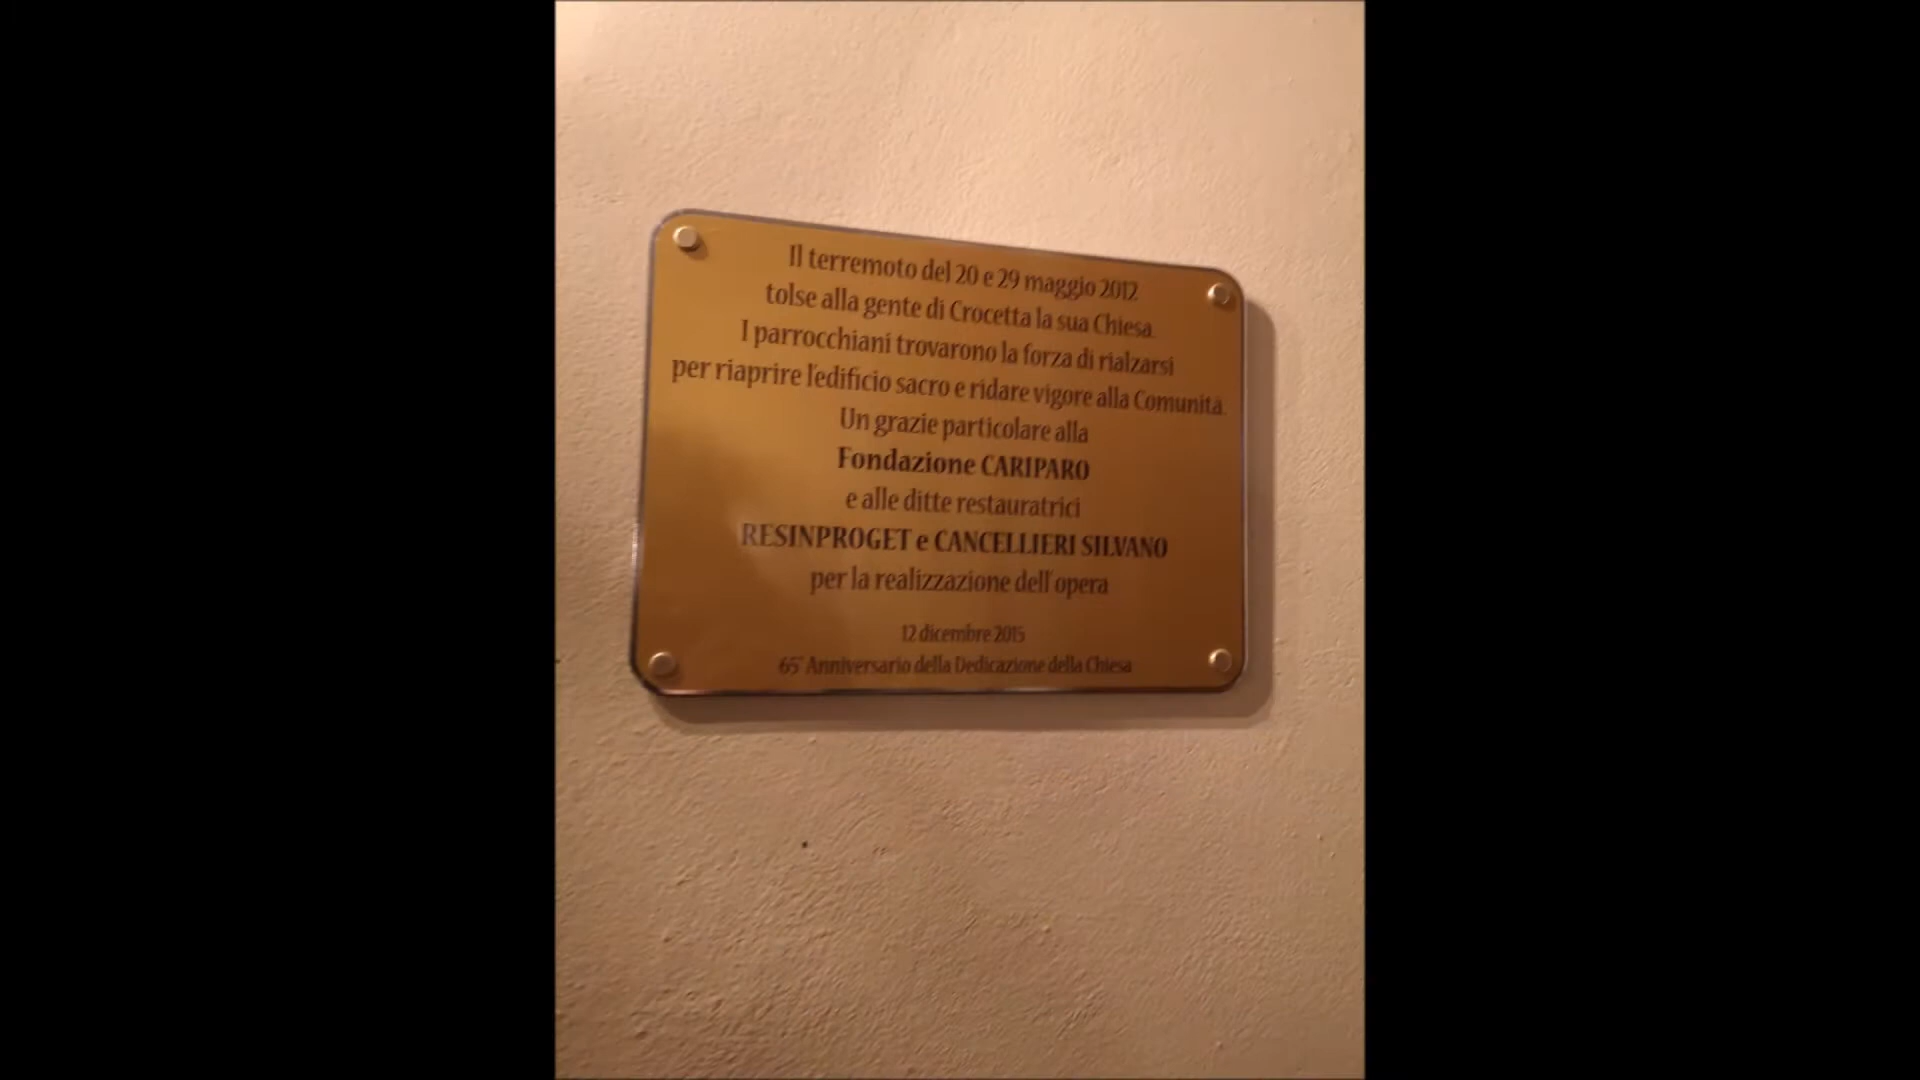 Il terremoto del 20 e 29 maggio 2012
tolse alla gente di Crocetta la sua Chiesa.
I parrocchiani trovarono la forza di rialzarsi
per riaprire l'edificio sacro e ridare vigore alla Comunità.
Un grazie particolare alla
Fondazione CARIPARO
e alle ditte restauratrici
RESINPROGET e CANCELLIERI SILVANO
per la realizzazione dell'opera
12 dicembre 2015
65° Anniversario della Dedicazione della Chiesa